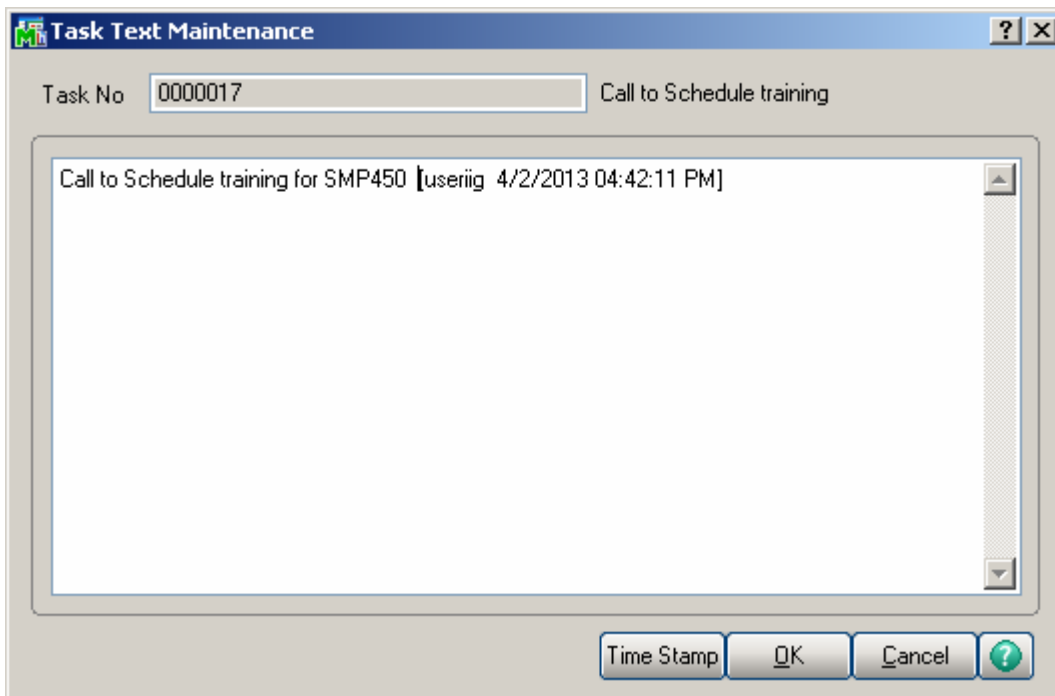 Task Text Maintenance
Task No 0000017 Call to Schedule training
Call to Schedule training for SMP450 [useriig 4/2/2013 04:42:11 PM]
Time Stamp OK Cancel